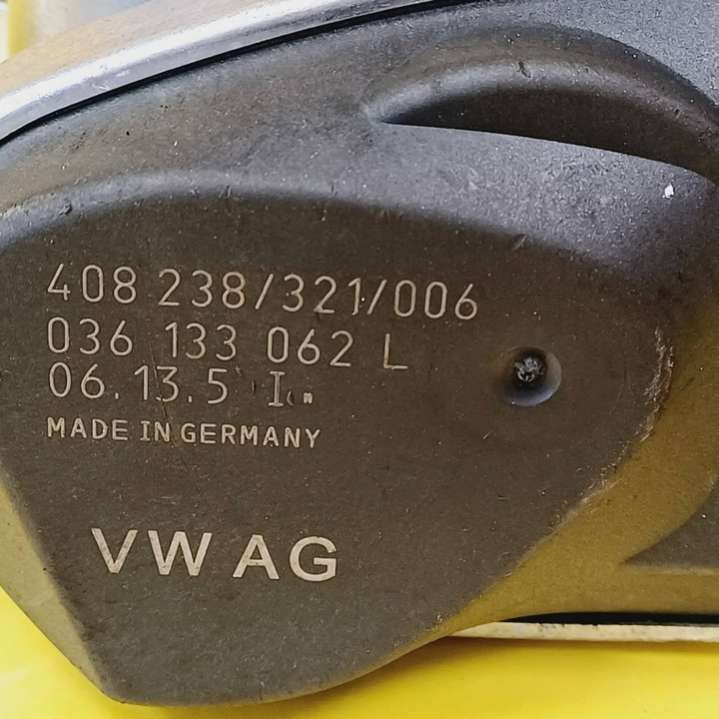 408 238/321/006
036 133 062 L
06.13.5 I
MADE IN GERMANY
VW AG